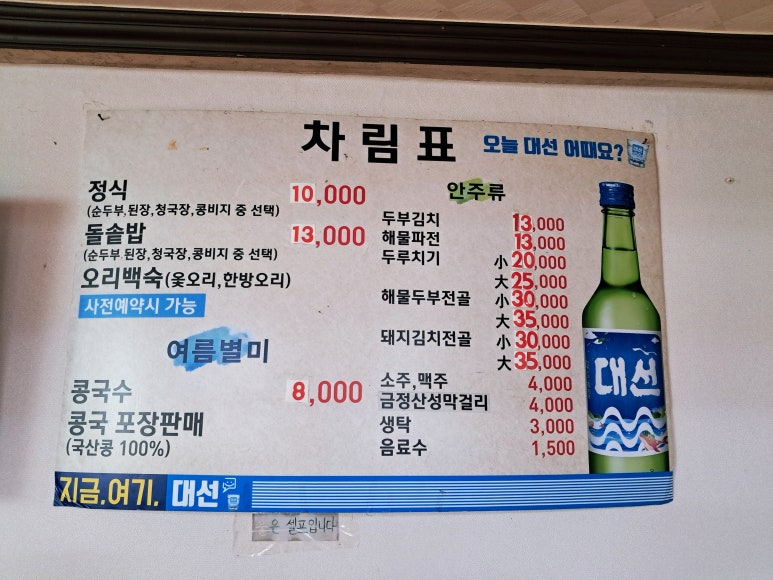 차림표
오늘 대선 어때요?
정식 10,000
(순두부,된장,청국장,콩비지 중 선택)
돌솥밥 13,000
(순두부,된장,청국장,콩비지 중 선택)
오리백숙(옻오리,한방오리)
사전예약시 가능
여름별미
콩국수 8,000
콩국 포장판매
(국산콩 100%)
안주류
두부김치 13,000
해물파전 13,000
두루치기 小 20,000
大 25,000
해물두부전골 小 30,000
大 35,000
돼지김치전골 小 30,000
大 35,000
소주,맥주 4,000
금정산성막걸리 4,000
생탁 3,000
음료수 1,500
대선
지금.여기. 대선
은 셀프입니다